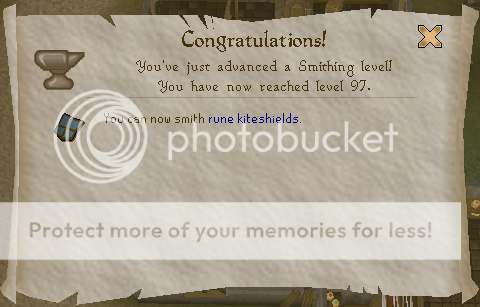 Congratulations!
You've just advanced a Smithing level!
You have now reached level 97.
You can now smith rune kiteshields.
photobucket
Protect more of your memories for less!